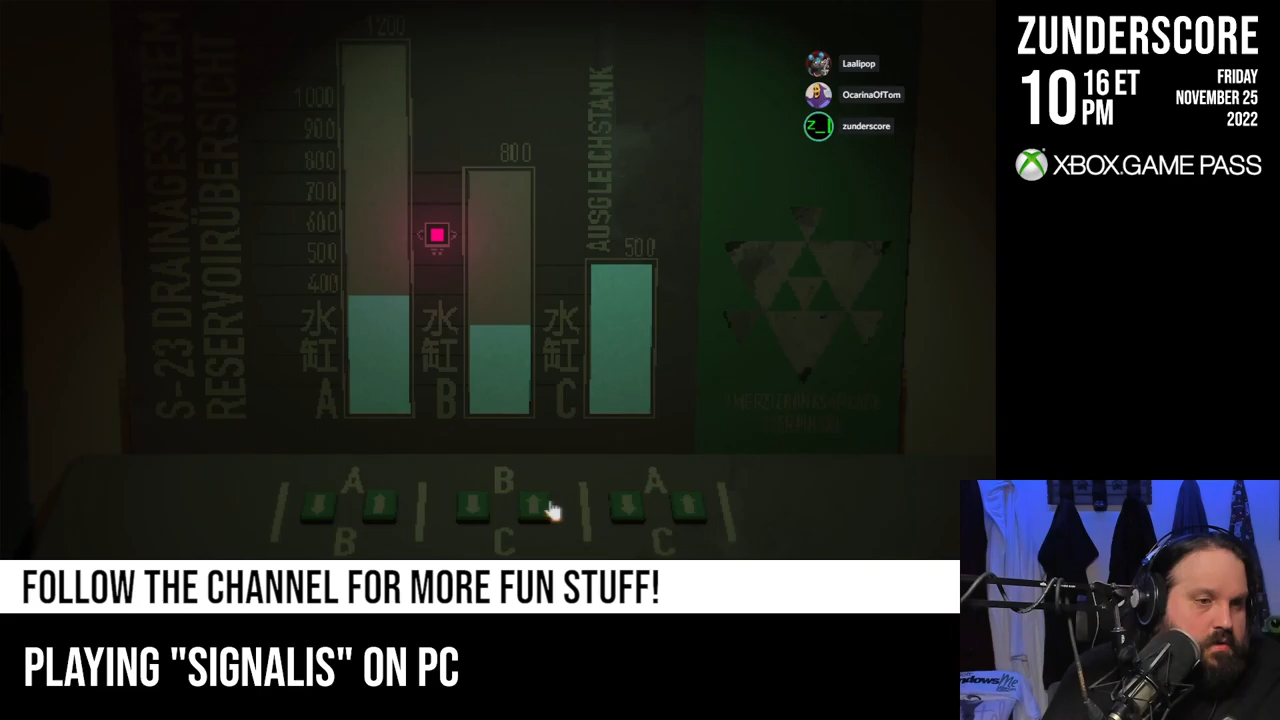 ZUNDERSCORE
10 16 ET
PM
FRIDAY
NOVEMBER 25
2022
XBOX.GAME PASS
Laalipop
OcarinaOfTom
zunderscore
S-23 DRAINAGESYSTEM
RESERVOIRÜBERSICHT
1200
1000
900
800
700
600
500
400
800
AUSGLEICHSTANK
500
水缸 A
水缸 B
水缸 C
A
B
B
C
A
C
FOLLOW THE CHANNEL FOR MORE FUN STUFF!
PLAYING "SIGNALIS" ON PC